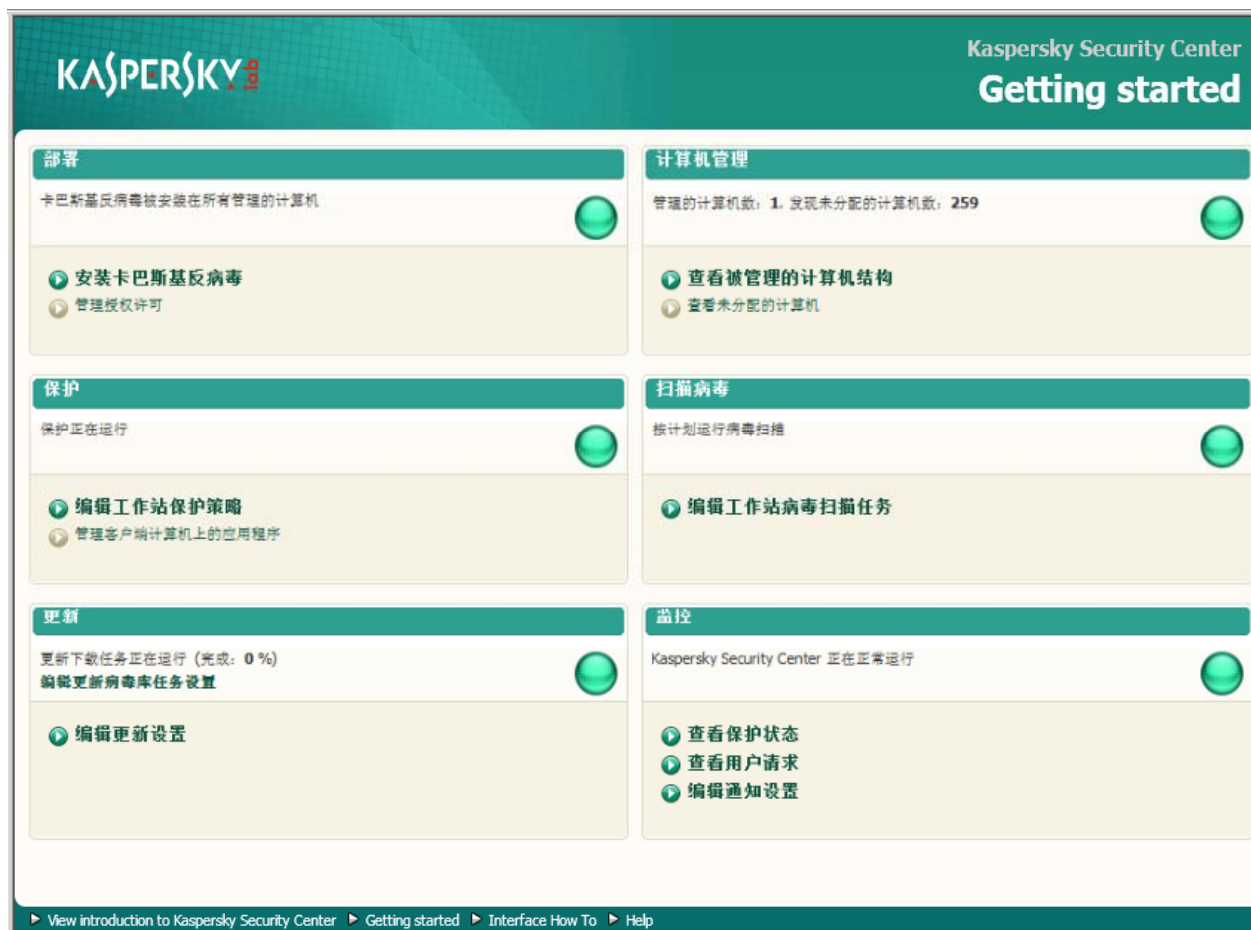 KASPERSKY lab
Kaspersky Security Center
Getting started
部署
卡巴斯基反病毒被安装在所有管理的计算机
安装卡巴斯基反病毒
管理授权许可
计算机管理
管理的计算机数: 1. 发现未分配的计算机数: 259
查看被管理的计算机结构
查看未分配的计算机
保护
保护正在运行
编辑工作站保护策略
管理客户端计算机上的应用程序
扫描病毒
按计划运行病毒扫描
编辑工作站病毒扫描任务
更新
更新下载任务正在运行 (完成: 0 %)
编辑更新病毒库任务设置
编辑更新设置
监控
Kaspersky Security Center 正在正常运行
查看保护状态
查看用户请求
编辑通知设置
View introduction to Kaspersky Security Center Getting started Interface How To Help